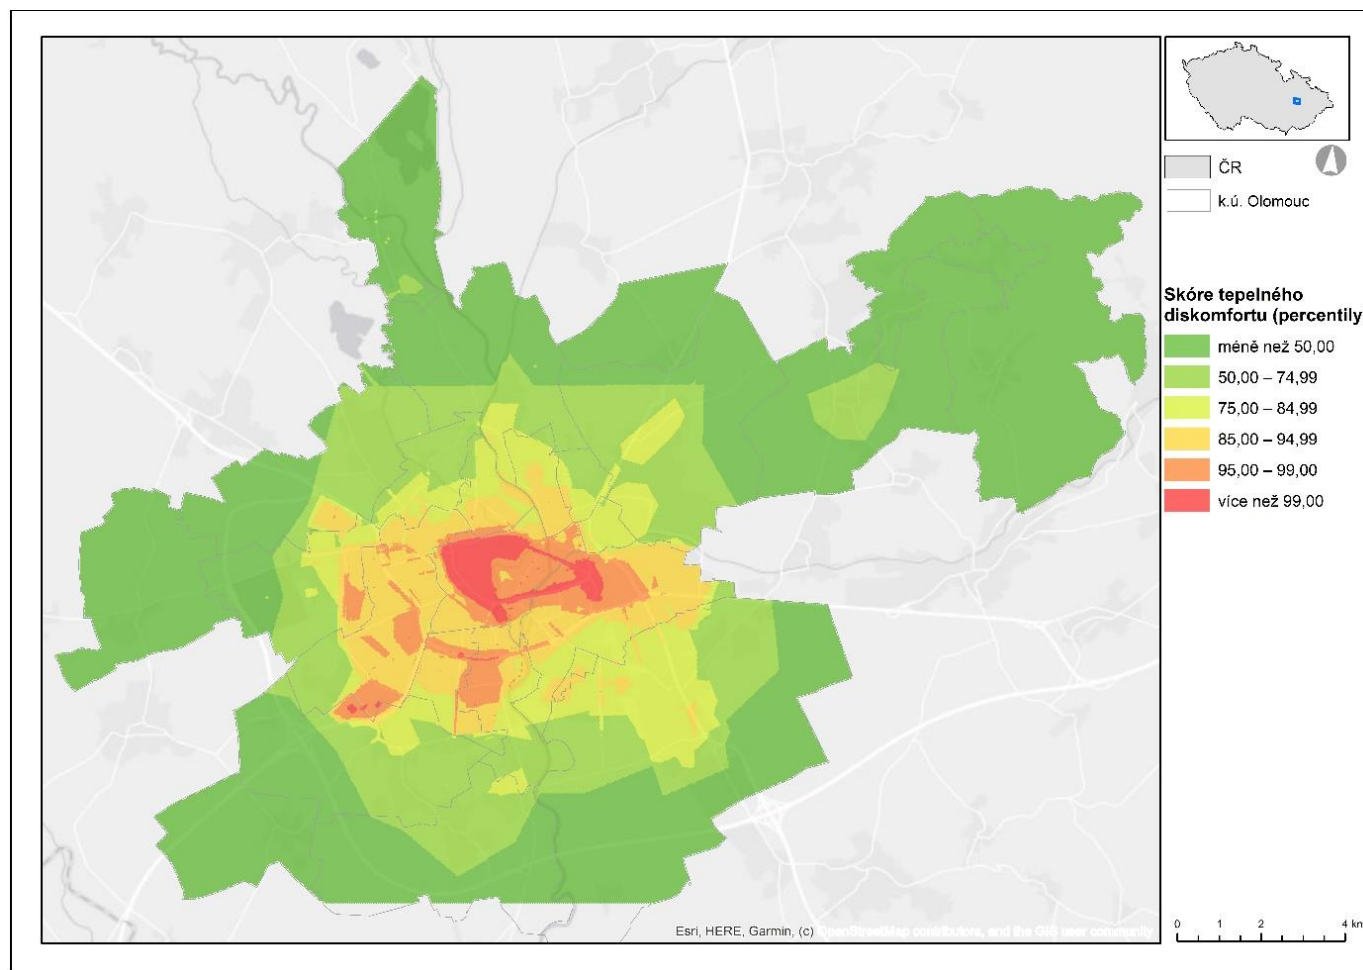 ČR
k.ú. Olomouc
Skóre tepelného
diskomfortu (percentily
méně než 50,00
50,00 – 74,99
75,00 – 84,99
85,00 – 94,99
95,00 – 99,00
více než 99,00
Esri, HERE, Garmin, (c) OpenStreetMap contributors, and the GIS user community
0 1 2 4 km